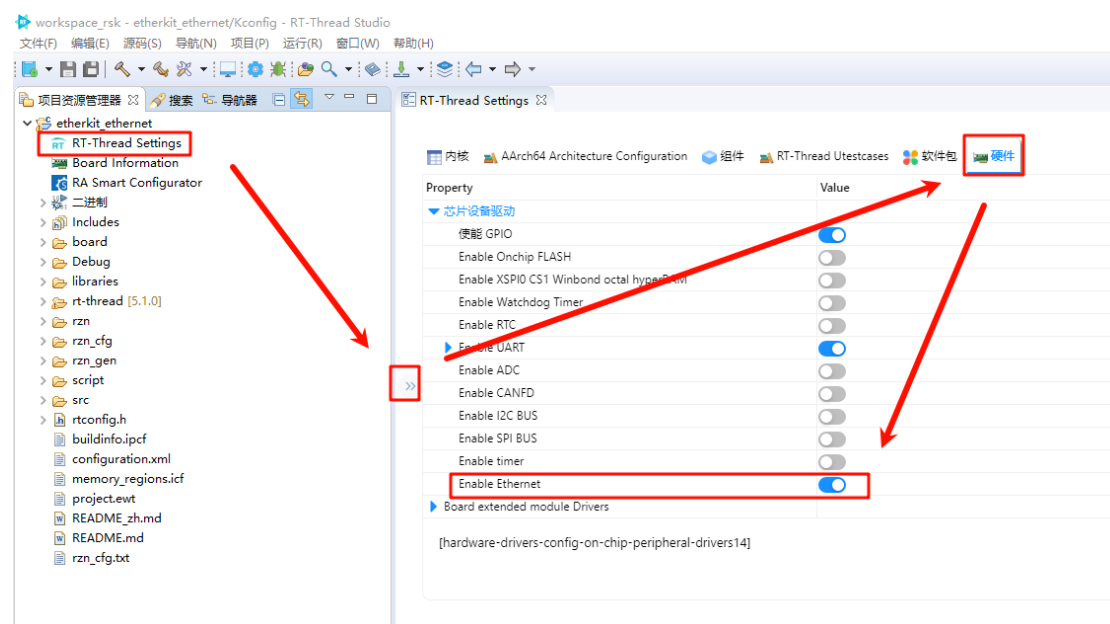 workspace_rsk - etherkit_ethernet/Kconfig - RT-Thread Studio
文件(F) 编辑(E) 源码(S) 导航(N) 项目(P) 运行(R) 窗口(W) 帮助(H)
项目资源管理器 搜索 导航器
RT-Thread Settings
etherkit_ethernet
RT-Thread Settings
Board Information
RA Smart Configurator
二进制
Includes
board
Debug
libraries
rt-thread [5.1.0]
rzn
rzn_cfg
rzn_gen
script
src
rtconfig.h
buildinfo.ipcf
configuration.xml
memory_regions.icf
project.ewt
README_zh.md
README.md
rzn_cfg.txt
内核 AArch64 Architecture Configuration 组件 RT-Thread Utestcases 软件包 硬件
Property Value
芯片设备驱动
使能 GPIO
Enable Onchip FLASH
Enable XSPI0 CS1 Winbond octal hyperRAM
Enable Watchdog Timer
Enable RTC
Enable UART
Enable ADC
Enable CANFD
Enable I2C BUS
Enable SPI BUS
Enable timer
Enable Ethernet
Board extended module Drivers
[hardware-drivers-config-on-chip-peripheral-drivers14]